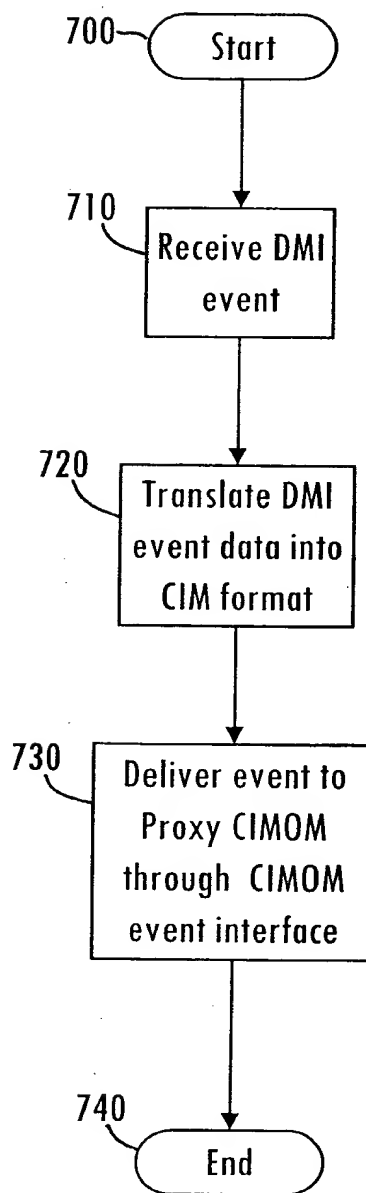 700
Start
710
Receive DMI
event
720
Translate DMI
event data into
CIM format
730
Deliver event to
Proxy CIMOM
through CIMOM
event interface
740
End